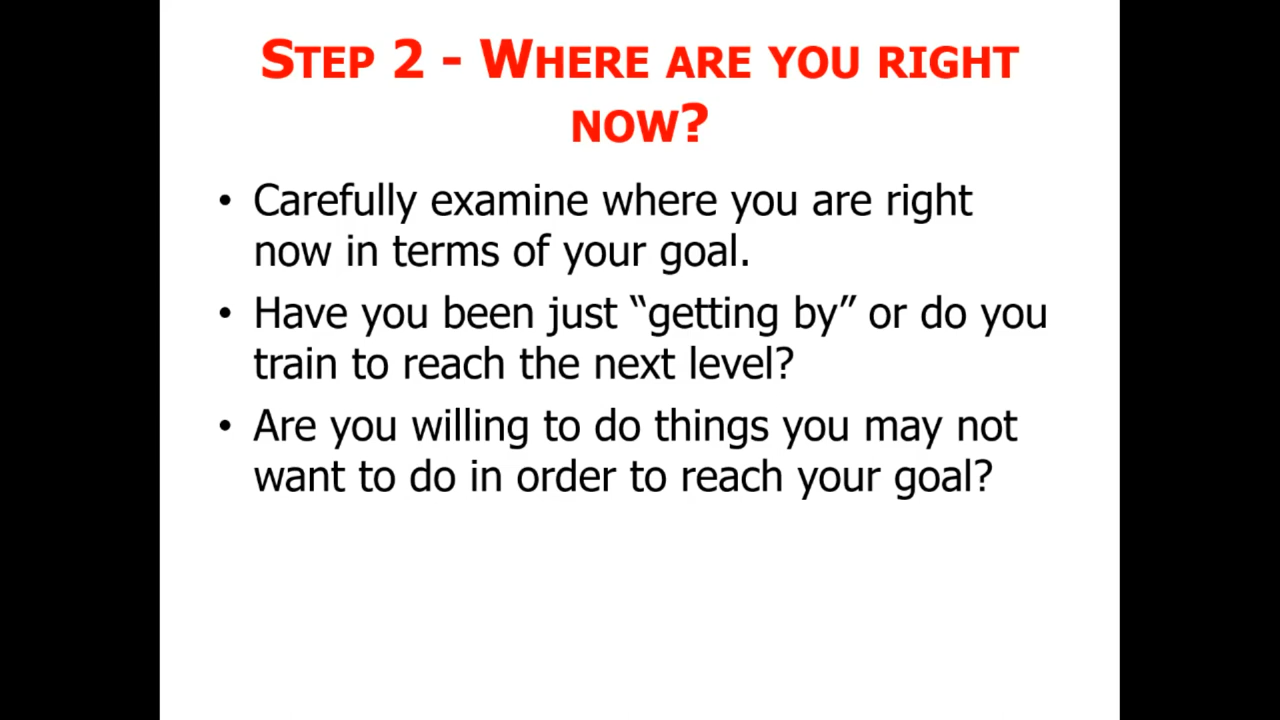 STEP 2 - WHERE ARE YOU RIGHT
NOW?
• Carefully examine where you are right
now in terms of your goal.
• Have you been just “getting by” or do you
train to reach the next level?
• Are you willing to do things you may not
want to do in order to reach your goal?